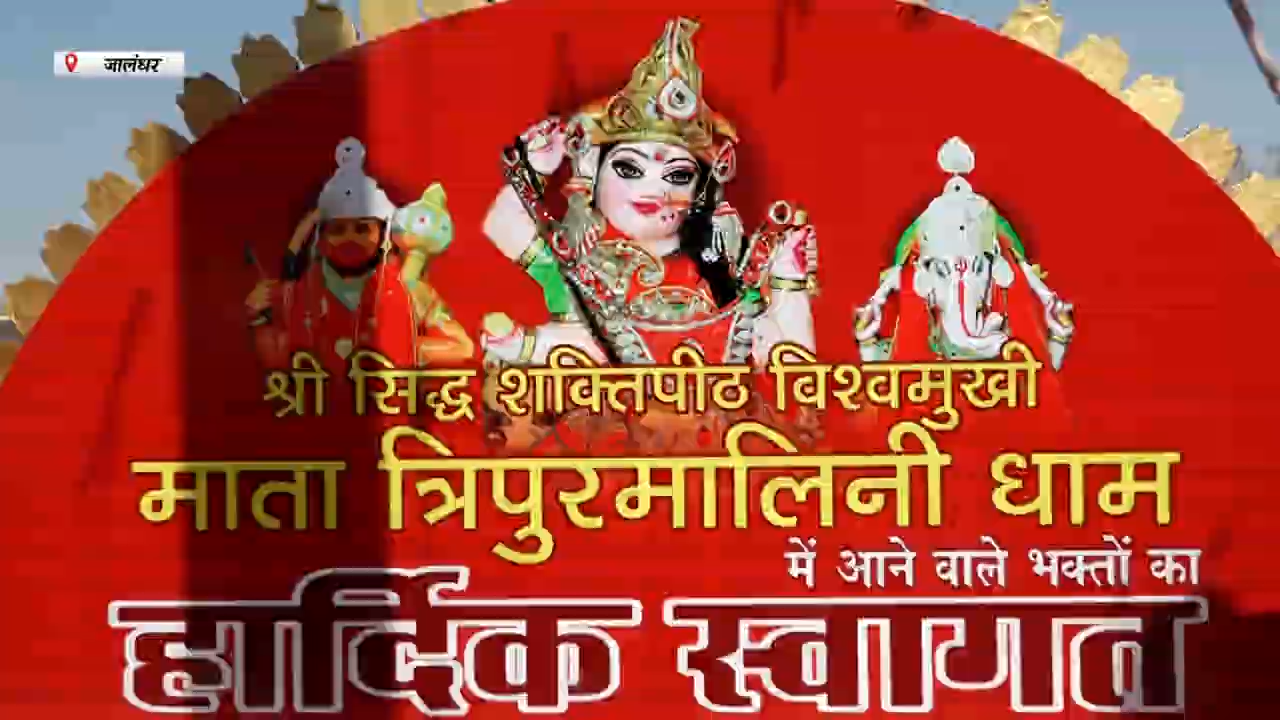 जालंधर
श्री सिद्ध शक्तिपीठ विश्वमुखी
माता त्रिपुरमालिनी धाम
में आने वाले भक्तों का
हार्दिक स्वागत